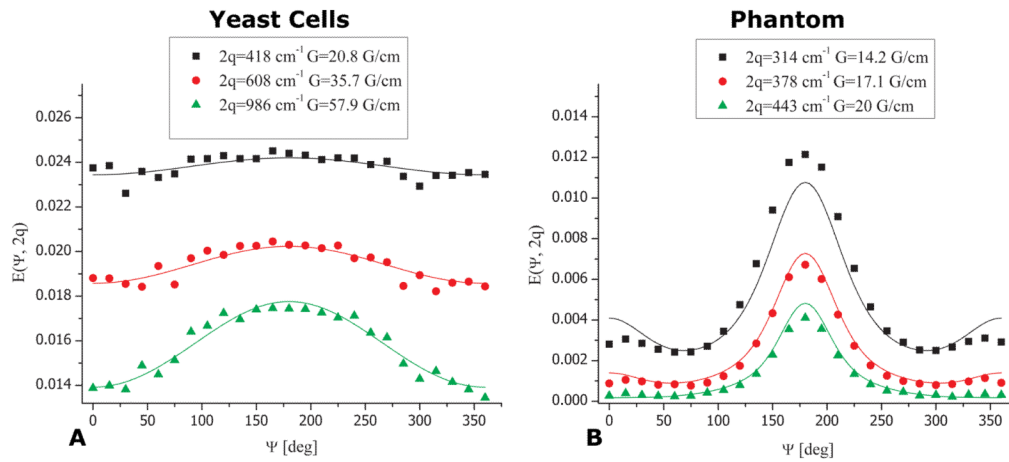 Yeast Cells
2q=418 cm-1 G=20.8 G/cm
2q=608 cm-1 G=35.7 G/cm
2q=986 cm-1 G=57.9 G/cm
0.026
0.024
0.022
0.020
0.018
0.016
0.014
E(Ψ, 2q)
0 50 100 150 200 250 300 350
A
Ψ [deg]
Phantom
2q=314 cm-1 G=14.2 G/cm
2q=378 cm-1 G=17.1 G/cm
2q=443 cm-1 G=20 G/cm
0.014
0.012
0.010
0.008
0.006
0.004
0.002
0.000
E(Ψ, 2q)
0 50 100 150 200 250 300 350
B
Ψ [deg]